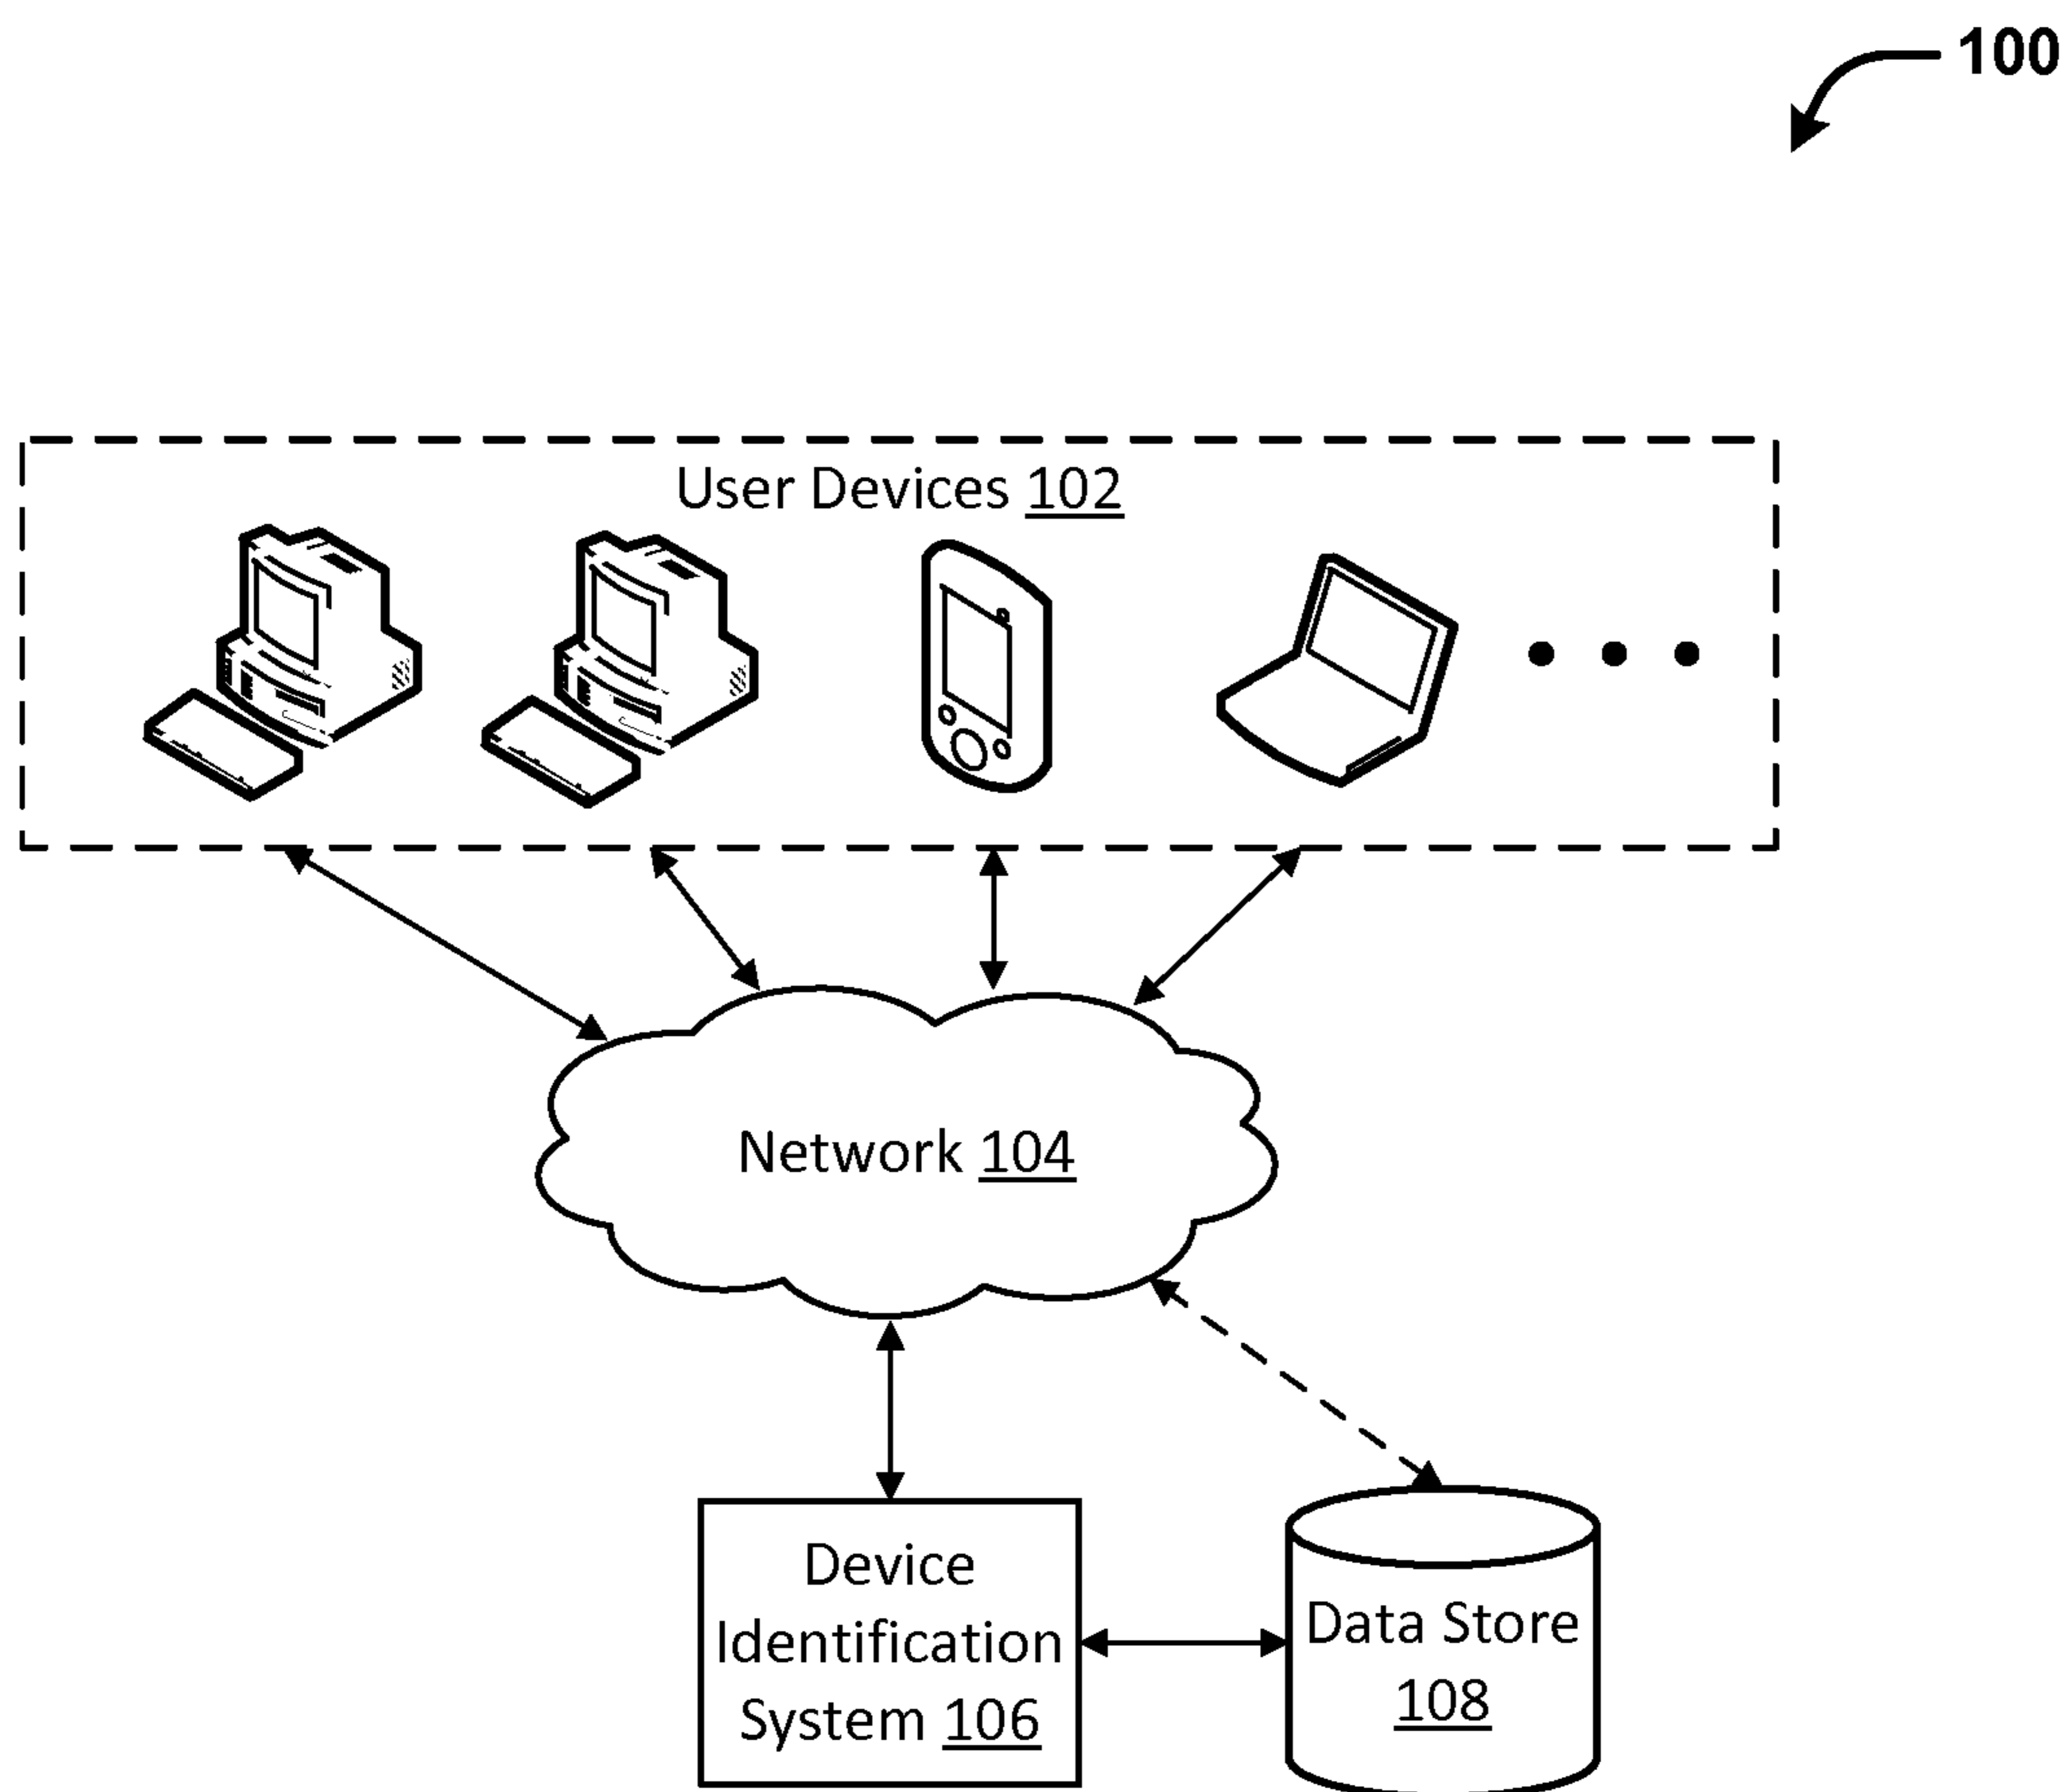 100
User Devices 102
Network 104
Device
Identification
System 106
Data Store
108